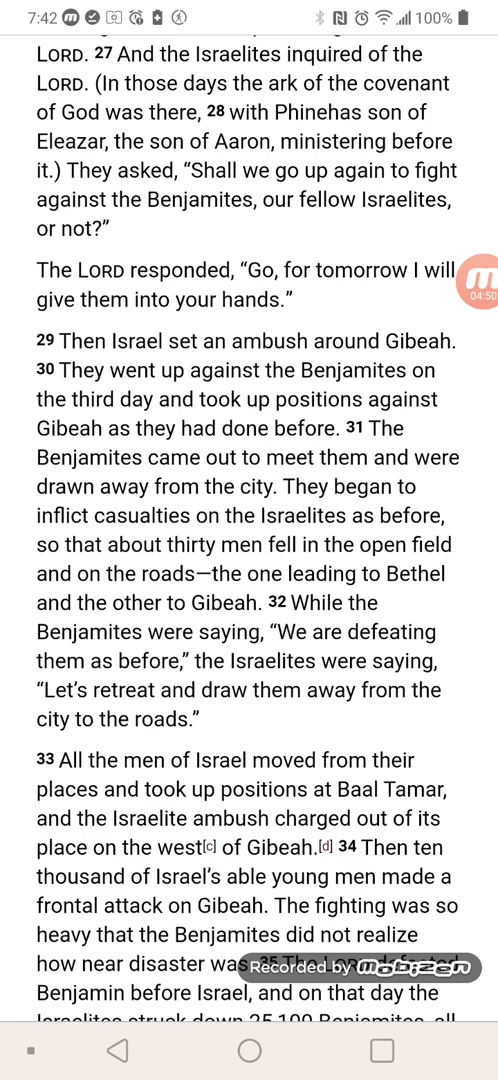 7:42
100%
LORD. 27 And the Israelites inquired of the
LORD. (In those days the ark of the covenant
of God was there, 28 with Phinehas son of
Eleazar, the son of Aaron, ministering before
it.) They asked, “Shall we go up again to fight
against the Benjamites, our fellow Israelites,
or not?”
The LORD responded, “Go, for tomorrow I will
give them into your hands.”
04:50
29 Then Israel set an ambush around Gibeah.
30 They went up against the Benjamites on
the third day and took up positions against
Gibeah as they had done before. 31 The
Benjamites came out to meet them and were
drawn away from the city. They began to
inflict casualties on the Israelites as before,
so that about thirty men fell in the open field
and on the roads—the one leading to Bethel
and the other to Gibeah. 32 While the
Benjamites were saying, “We are defeating
them as before,” the Israelites were saying,
“Let’s retreat and draw them away from the
city to the roads.”
33 All the men of Israel moved from their
places and took up positions at Baal Tamar,
and the Israelite ambush charged out of its
place on the west[c] of Gibeah.[d] 34 Then ten
thousand of Israel’s able young men made a
frontal attack on Gibeah. The fighting was so
heavy that the Benjamites did not realize
how near disaster was. 35 The LORD defeated
Recorded by mobizen
Benjamin before Israel, and on that day the
Israelites struck down 25,100 Benjamites, all